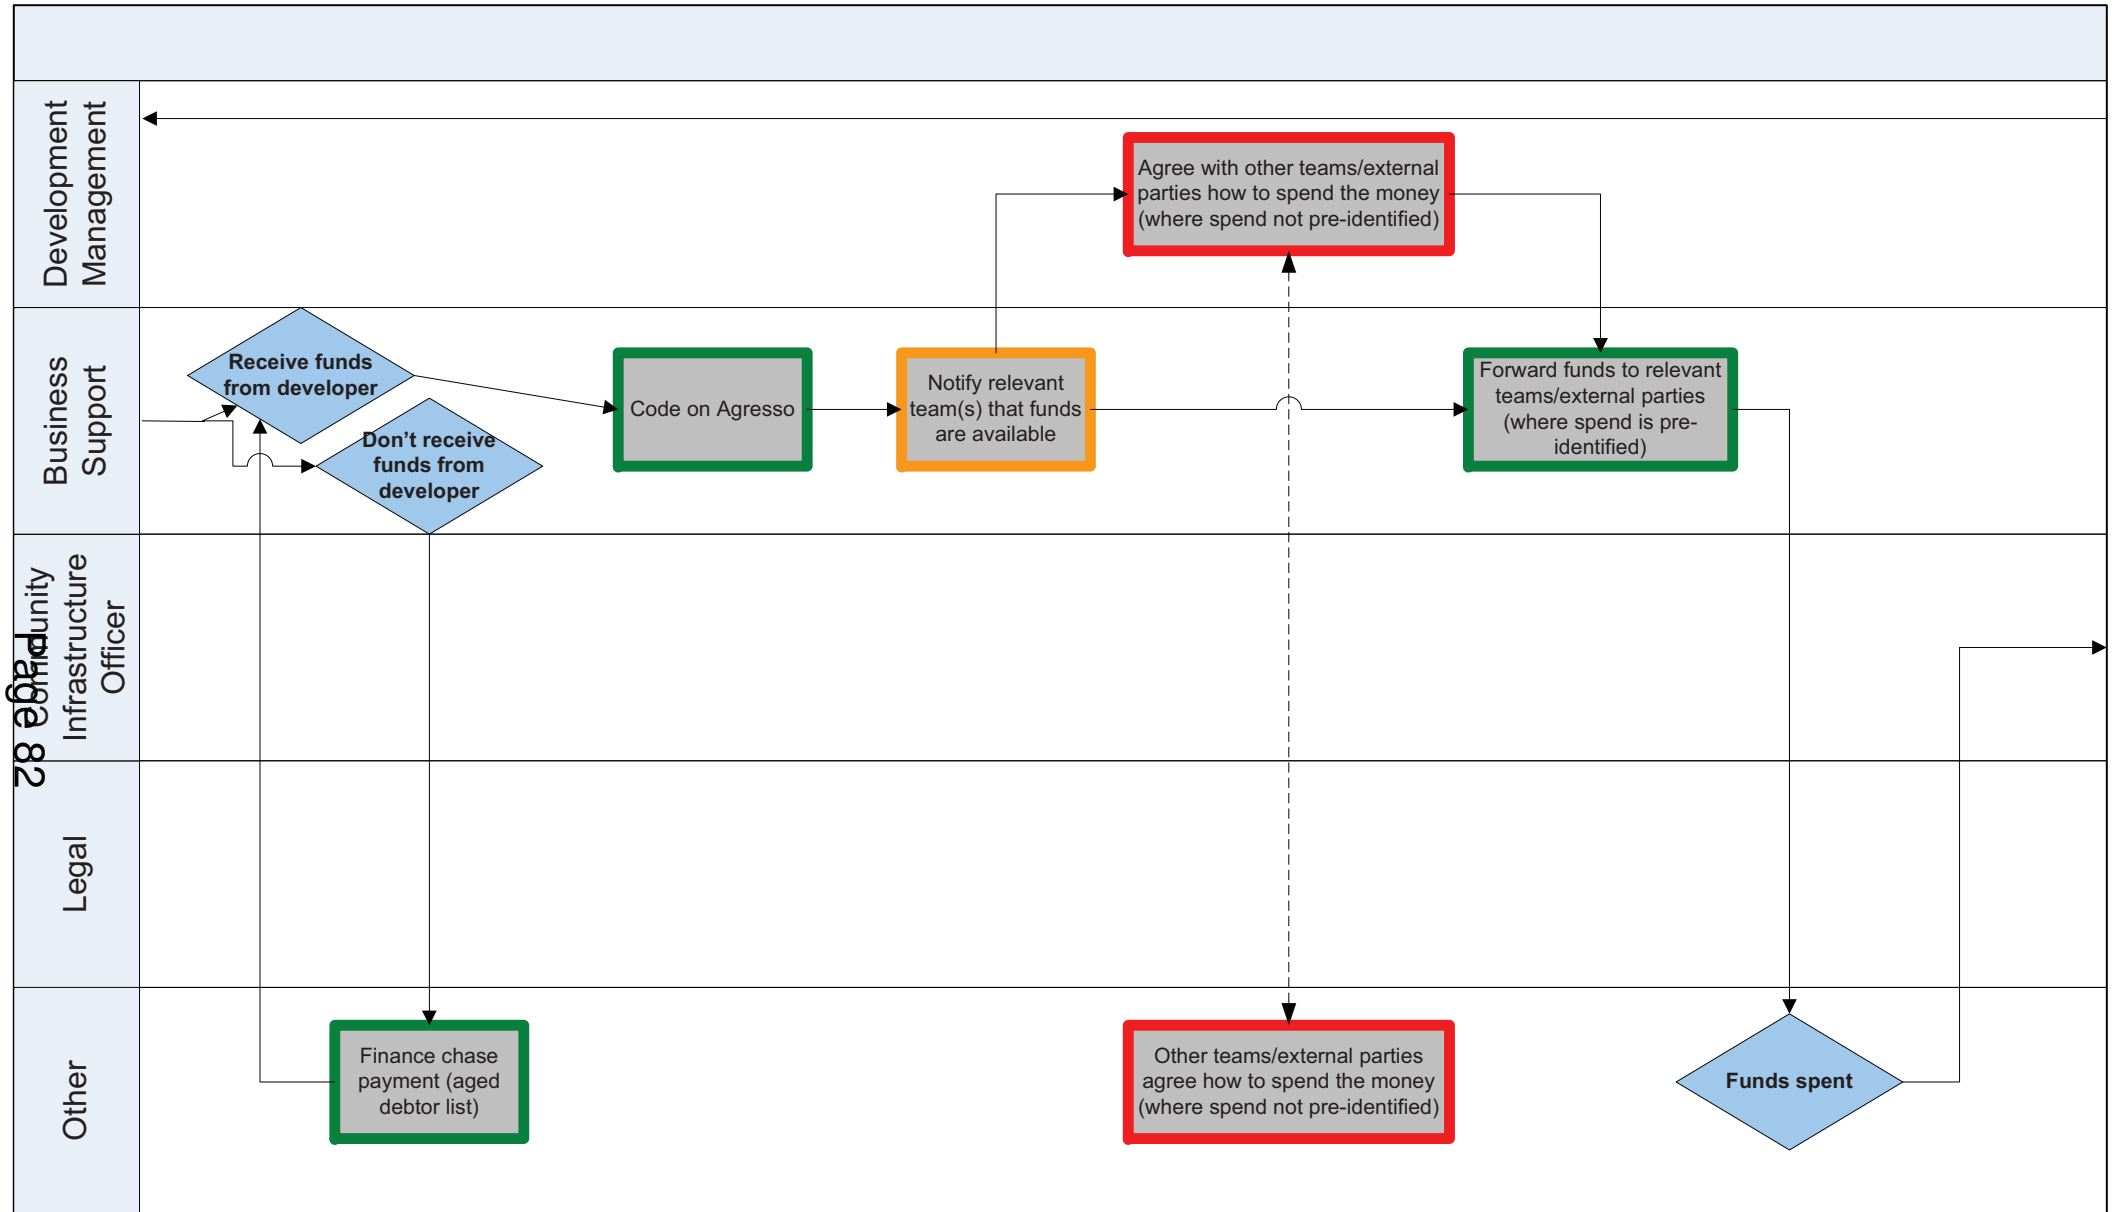 Development
Management
Agree with other teams/external
parties how to spend the money
(where spend not pre-identified)
Business
Support
Receive funds
from developer
Don’t receive
funds from
developer
Code on Agresso
Notify relevant
team(s) that funds
are available
Forward funds to relevant
teams/external parties
(where spend is pre-
identified)
Community
Infrastructure
Officer
Page 82
Legal
Other
Finance chase
payment (aged
debtor list)
Other teams/external parties
agree how to spend the money
(where spend not pre-identified)
Funds spent